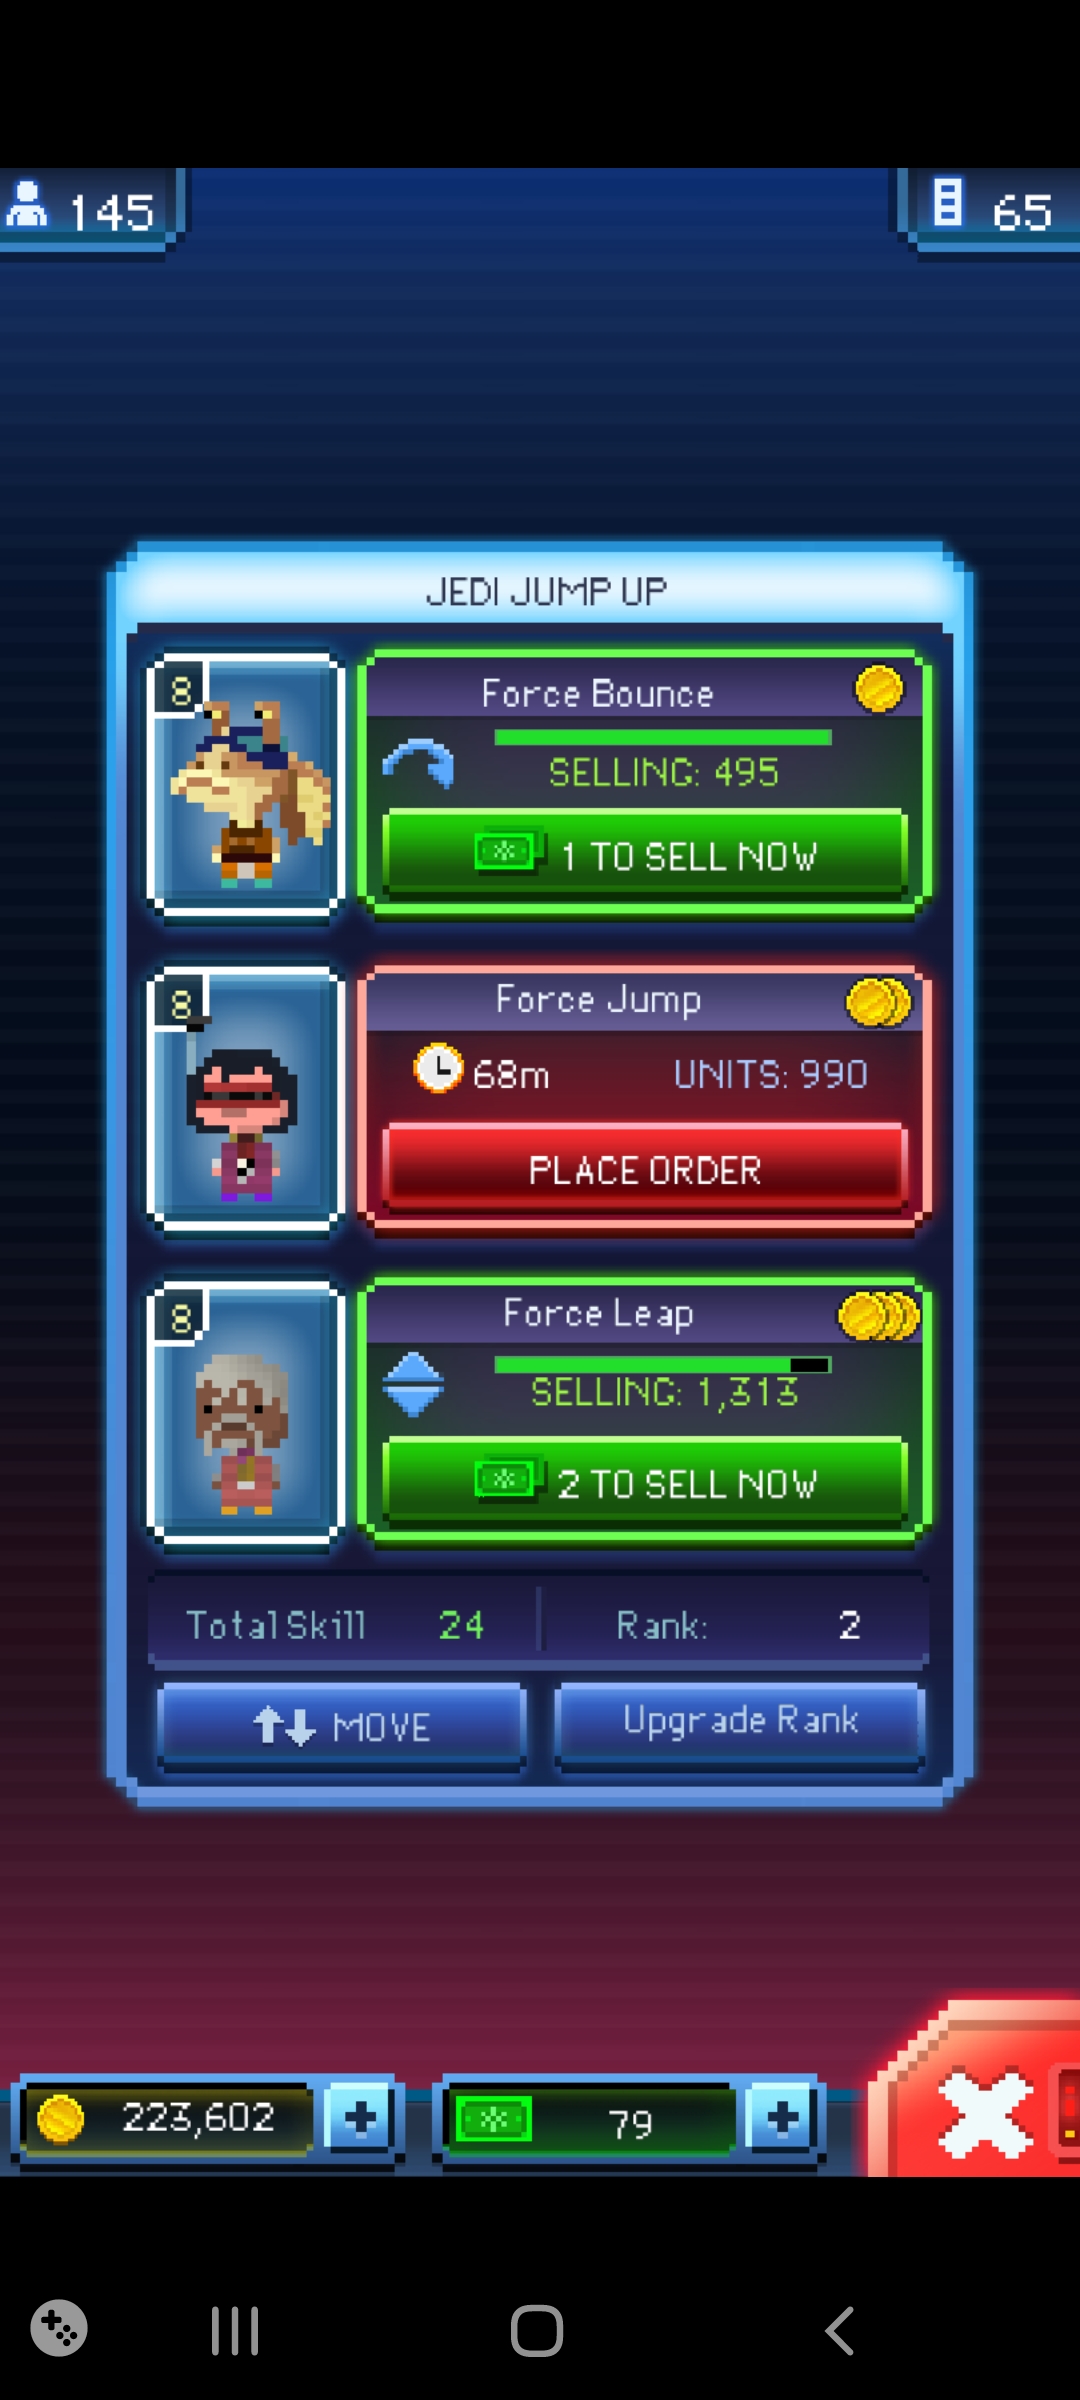 145
65
JEDI JUMP UP
8
Force Bounce
SELLING: 495
1 TO SELL NOW
8
Force Jump
68m
UNITS: 990
PLACE ORDER
8
Force Leap
SELLING: 1,313
2 TO SELL NOW
Total Skill 24
Rank: 2
MOVE
Upgrade Rank
223,602
79